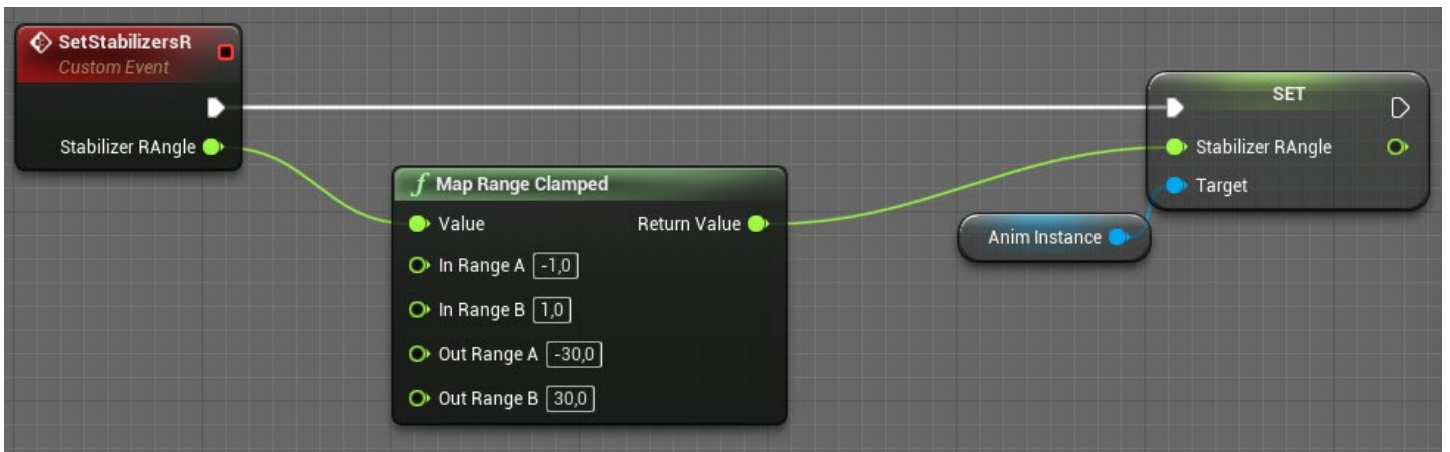 SetStabilizersR
Custom Event
Stabilizer RAngle
f Map Range Clamped
Value Return Value
In Range A -1,0
In Range B 1,0
Out Range A -30,0
Out Range B 30,0
Anim Instance
SET
Stabilizer RAngle
Target